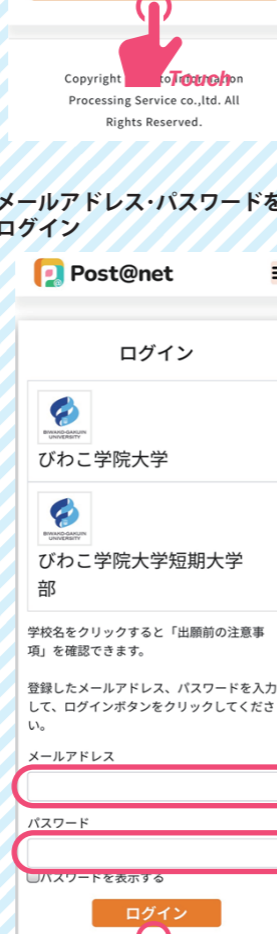 Touch
Copyright to Information
Processing Service co.,ltd. All
Rights Reserved.
メールアドレス・パスワードを
ログイン
Post@net
ログイン
BIWAKO-GAKUIN
UNIVERSITY
びわこ学院大学
BIWAKO-GAKUIN
UNIVERSITY
びわこ学院大学短期大学
部
学校名をクリックすると「出願前の注意事
項」を確認できます。
登録したメールアドレス、パスワードを入力
して、ログインボタンをクリックしてくださ
い。
メールアドレス
パスワード
パスワードを表示する
ログイン